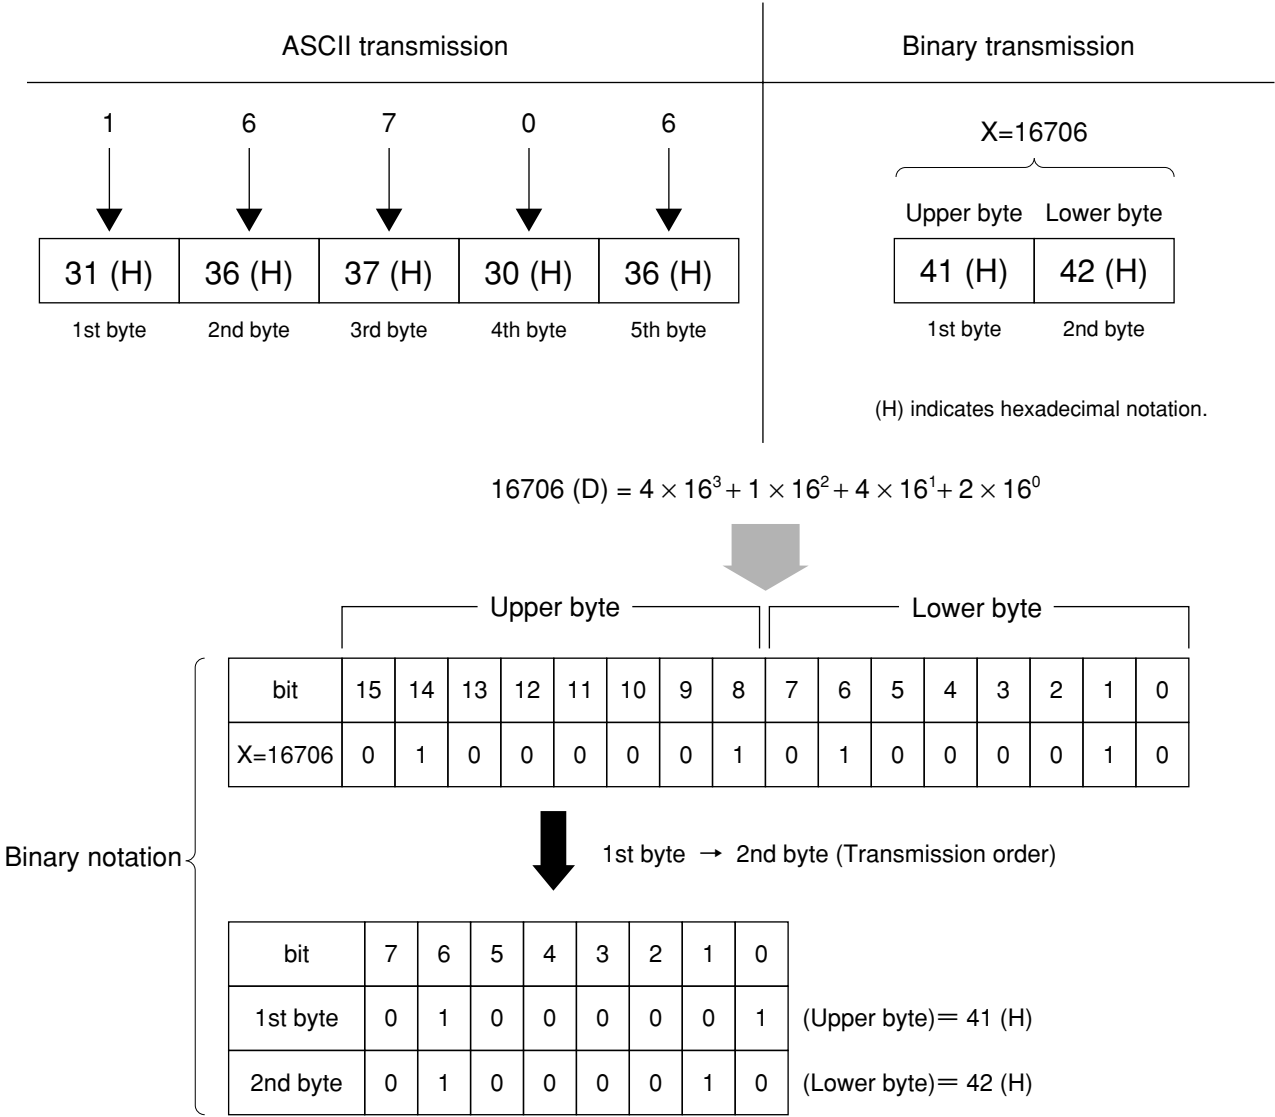 ASCII transmission
Binary transmission
1 6 7 0 6
X=16706
Upper byte Lower byte
31 (H) 36 (H) 37 (H) 30 (H) 36 (H)
41 (H) 42 (H)
1st byte 2nd byte 3rd byte 4th byte 5th byte
1st byte 2nd byte
(H) indicates hexadecimal notation.
16706 (D) = 4 × 16³ + 1 × 16² + 4 × 16¹ + 2 × 16⁰
Upper byte Lower byte
bit 15 14 13 12 11 10 9 8 7 6 5 4 3 2 1 0
X=16706 0 1 0 0 0 0 0 1 0 1 0 0 0 0 1 0
Binary notation
1st byte → 2nd byte (Transmission order)
bit 7 6 5 4 3 2 1 0
1st byte 0 1 0 0 0 0 0 1 (Upper byte)= 41 (H)
2nd byte 0 1 0 0 0 0 1 0 (Lower byte)= 42 (H)